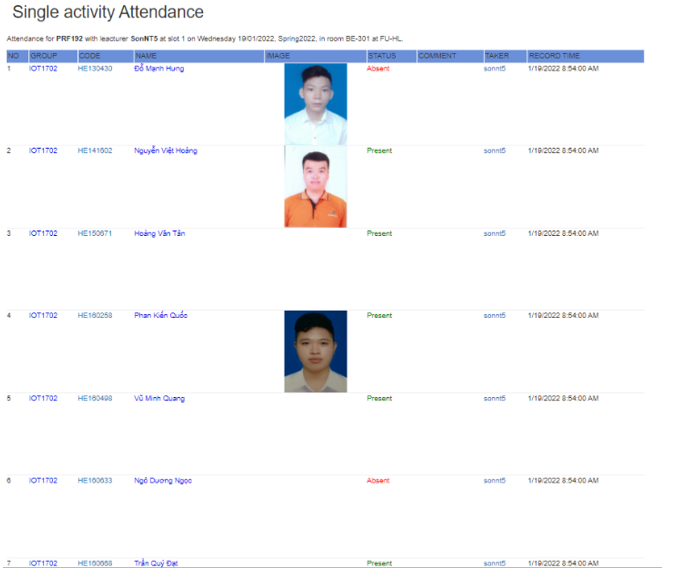 Single activity Attendance
Attendance for PRF192 with leacturer SonNT5 at slot 1 on Wednesday 19/01/2022, Spring2022, in room BE-301 at FU-HL.
NO GROUP CODE NAME IMAGE STATUS COMMENT TAKER RECORD TIME
1 IOT1702 HE130430 Đỗ Mạnh Hung Absent sonnt5 1/19/2022 8:54:00 AM
2 IOT1702 HE141602 Nguyễn Việt Hoàng Present sonnt5 1/19/2022 8:54:00 AM
3 IOT1702 HE150671 Hoàng Văn Tân Present sonnt5 1/19/2022 8:54:00 AM
4 IOT1702 HE160258 Phan Kiến Quốc Present sonnt5 1/19/2022 8:54:00 AM
5 IOT1702 HE160498 Vũ Minh Quang Present sonnt5 1/19/2022 8:54:00 AM
6 IOT1702 HE160633 Ngô Dương Ngọc Absent sonnt5 1/19/2022 8:54:00 AM
7 IOT1702 HE160668 Trần Quý Đạt Present sonnt5 1/19/2022 8:54:00 AM